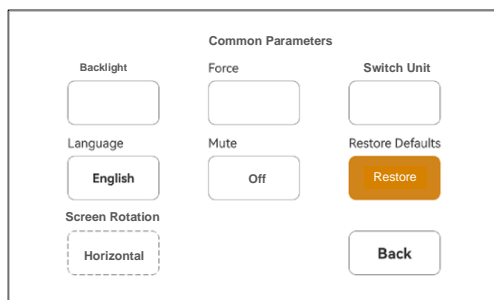 Common Parameters
Backlight Force Switch Unit
Language Mute Restore Defaults
English Off Restore
Screen Rotation
Horizontal Back